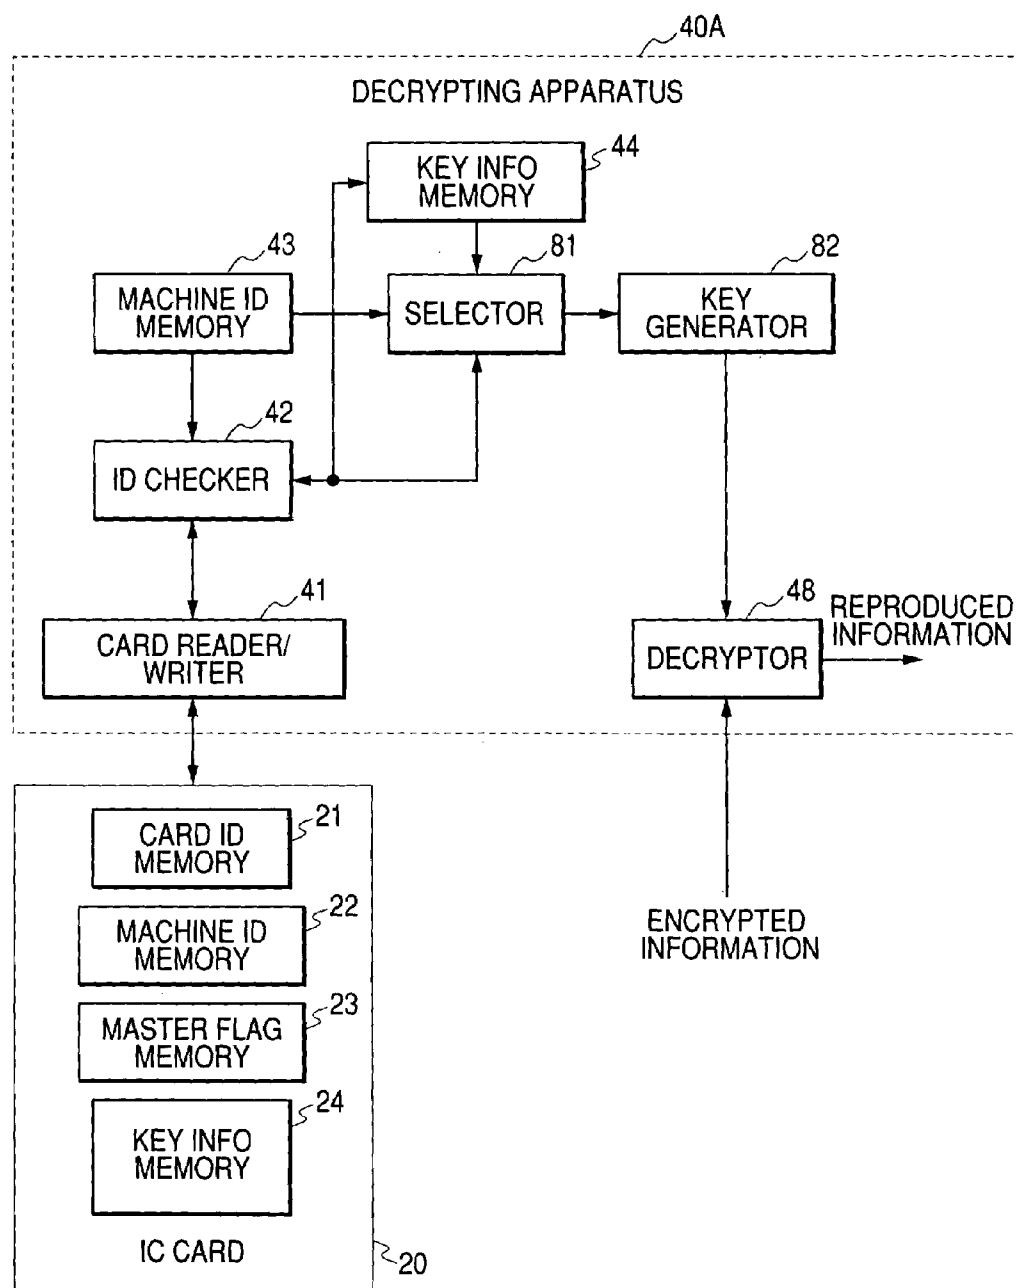 40A
DECRYPTING APPARATUS
44
KEY INFO
MEMORY
43
MACHINE ID
MEMORY
81
SELECTOR
82
KEY
GENERATOR
42
ID CHECKER
41
CARD READER/
WRITER
48
DECRYPTOR
REPRODUCED
INFORMATION
21
CARD ID
MEMORY
22
MACHINE ID
MEMORY
23
MASTER FLAG
MEMORY
24
KEY INFO
MEMORY
IC CARD
20
ENCRYPTED
INFORMATION